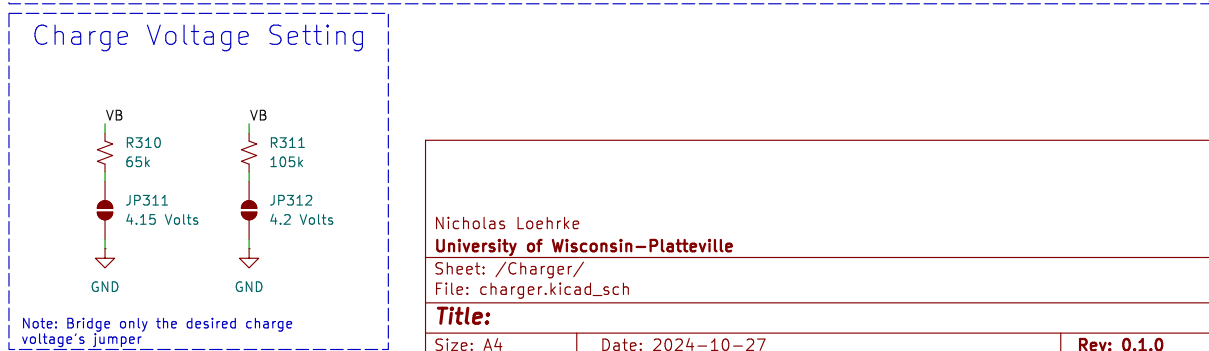 Charge Voltage Setting
VB
R310
65k
JP311
4.15 Volts
GND
VB
R311
105k
JP312
4.2 Volts
GND
Note: Bridge only the desired charge
voltage's jumper
Nicholas Loehrke
University of Wisconsin-Platteville
Sheet: /Charger/
File: charger.kicad_sch
Title:
Size: A4 Date: 2024-10-27 Rev: 0.1.0